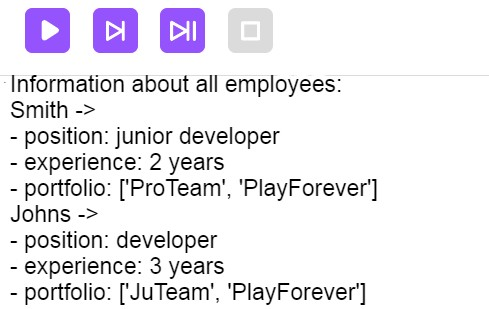 Information about all employees:
Smith ->
- position: junior developer
- experience: 2 years
- portfolio: ['ProTeam', 'PlayForever']
Johns ->
- position: developer
- experience: 3 years
- portfolio: ['JuTeam', 'PlayForever']